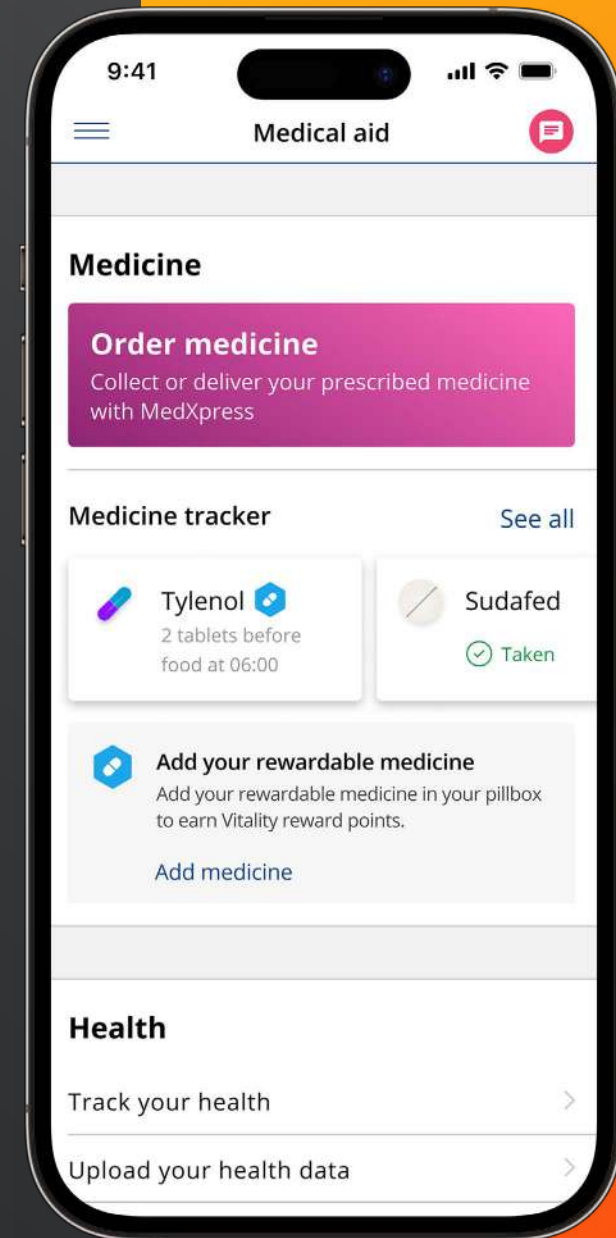 9:41
Medical aid
Medicine
Order medicine
Collect or deliver your prescribed medicine
with MedXpress
Medicine tracker
See all
Tylenol
2 tablets before
food at 06:00
Sudafed
Taken
Add your rewardable medicine
Add your rewardable medicine in your pillbox
to earn Vitality reward points.
Add medicine
Health
Track your health
Upload your health data